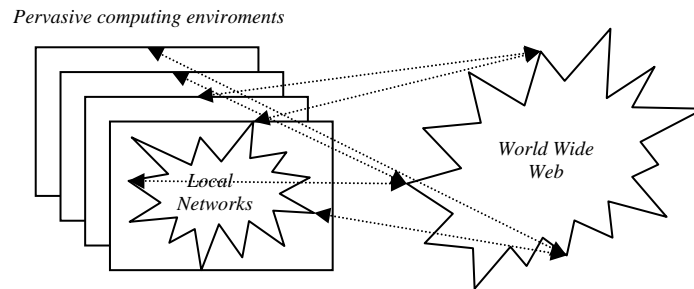 Pervasive computing enviroments
Local
Networks
World Wide
Web